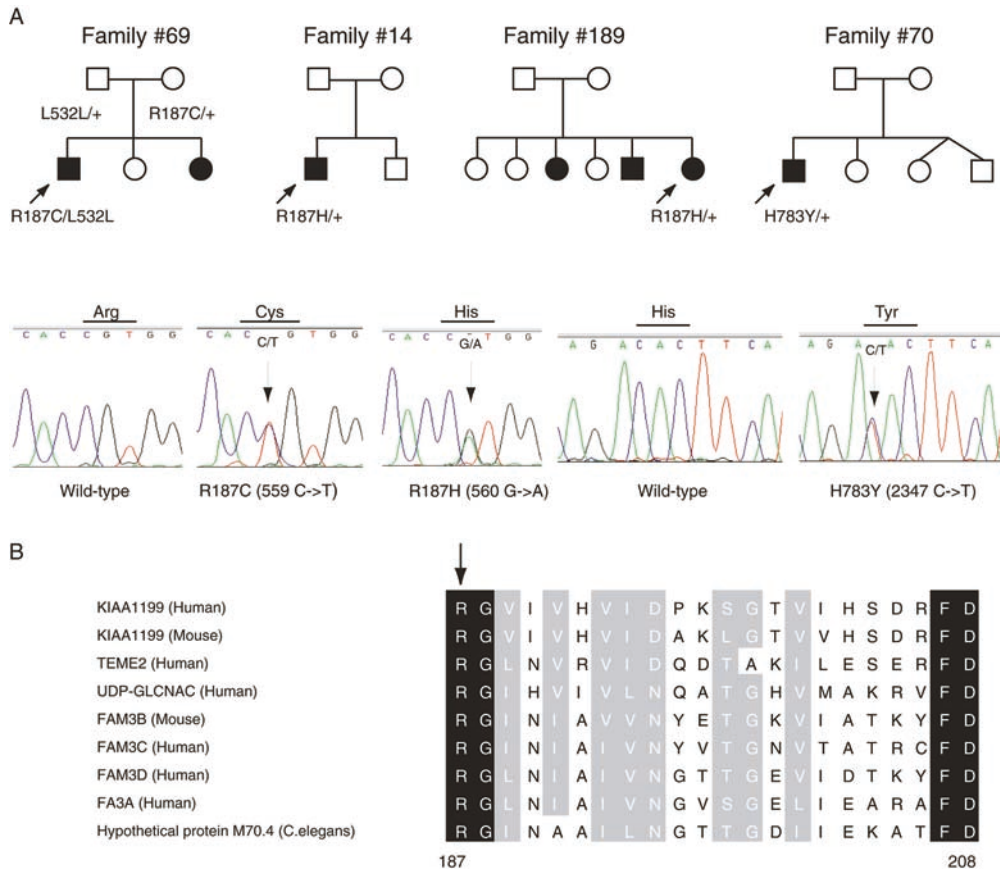 A
Family #69 Family #14 Family #189 Family #70
L532L/+ R187C/+
R187C/L532L R187H/+ R187H/+ H783Y/+
Arg Cys His His Tyr
C A C C G T G G C A C G T G G C A C C T G G A G A C A C T T C A A G A A C T T C A
C/T G/A C/T
Wild-type R187C (559 C->T) R187H (560 G->A) Wild-type H783Y (2347 C->T)
B
KIAA1199 (Human) R G V I V H V I D P K S G T V I H S D R F D
KIAA1199 (Mouse) R G V I V H V I D A K L G T V V H S D R F D
TEME2 (Human) R G L N V R V I D Q D T A K I L E S E R F D
UDP-GLCNAC (Human) R G I H V I V L N Q A T G H V M A K R V F D
FAM3B (Mouse) R G I N I A V V N Y E T G K V I A T K Y F D
FAM3C (Human) R G I N I A I V N Y V T G N V T A T R C F D
FAM3D (Human) R G L N I A I V N G T T G E V I D T K Y F D
FA3A (Human) R G L N I A I V N G V S G E L I E A R A F D
Hypothetical protein M70.4 (C.elegans) R G I N A A I L N G T T G D I I E K A T F D
187 208